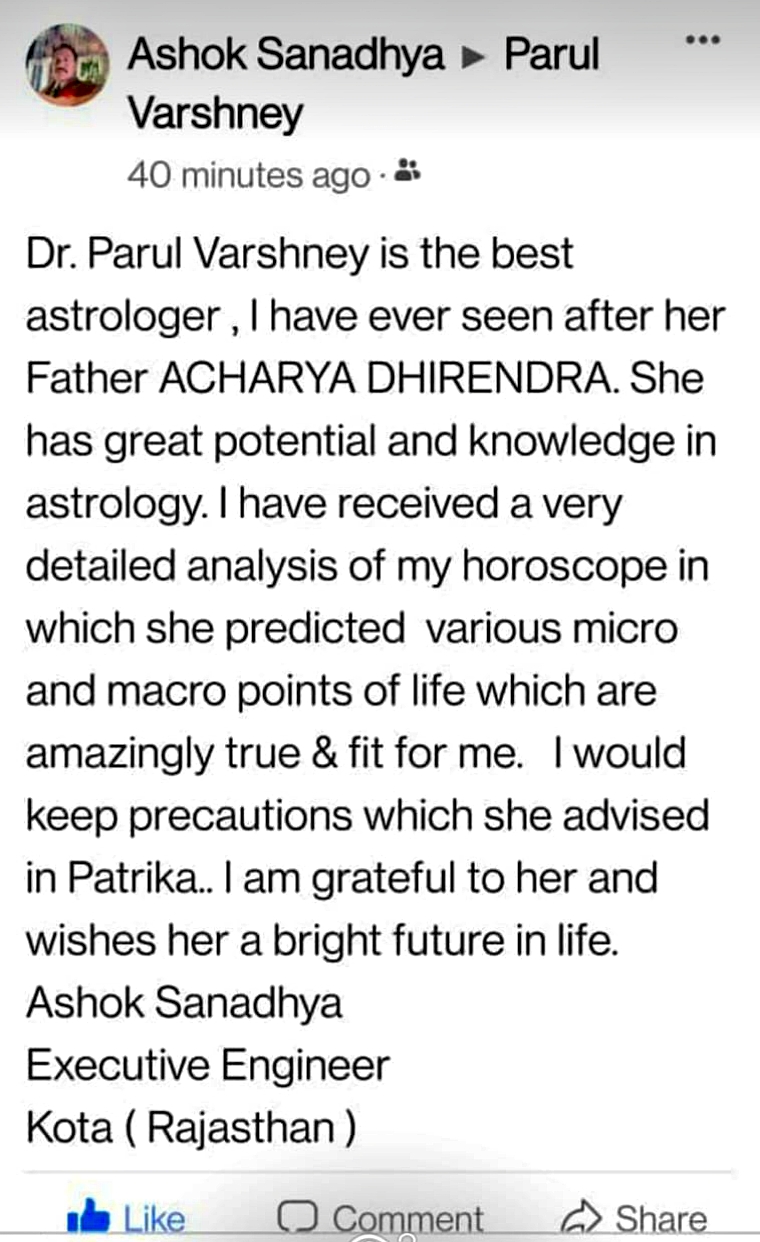 Ashok Sanadhya ▸ Parul
Varshney
40 minutes ago ·
Dr. Parul Varshney is the best
astrologer , I have ever seen after her
Father ACHARYA DHIRENDRA. She
has great potential and knowledge in
astrology. I have received a very
detailed analysis of my horoscope in
which she predicted  various micro
and macro points of life which are
amazingly true & fit for me.   I would
keep precautions which she advised
in Patrika.. I am grateful to her and
wishes her a bright future in life.
Ashok Sanadhya
Executive Engineer
Kota ( Rajasthan )
Like Comment Share